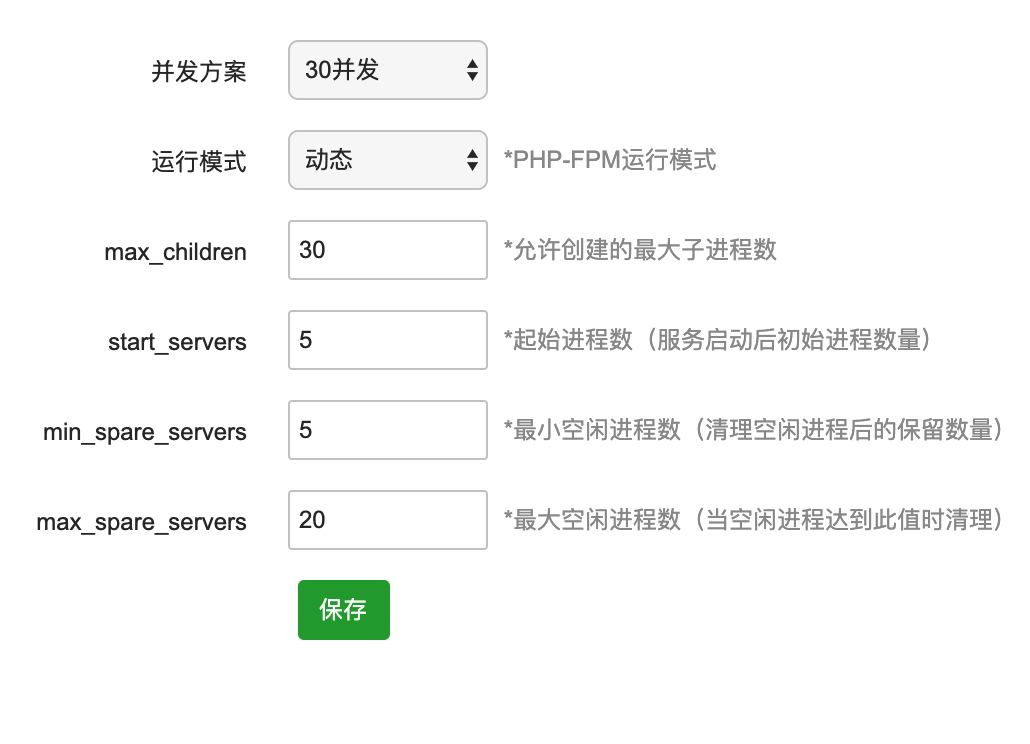 并发方案 30并发
运行模式 动态 *PHP-FPM运行模式
max_children 30 *允许创建的最大子进程数
start_servers 5 *起始进程数（服务启动后初始进程数量）
min_spare_servers 5 *最小空闲进程数（清理空闲进程后的保留数量）
max_spare_servers 20 *最大空闲进程数（当空闲进程达到此值时清理）
保存